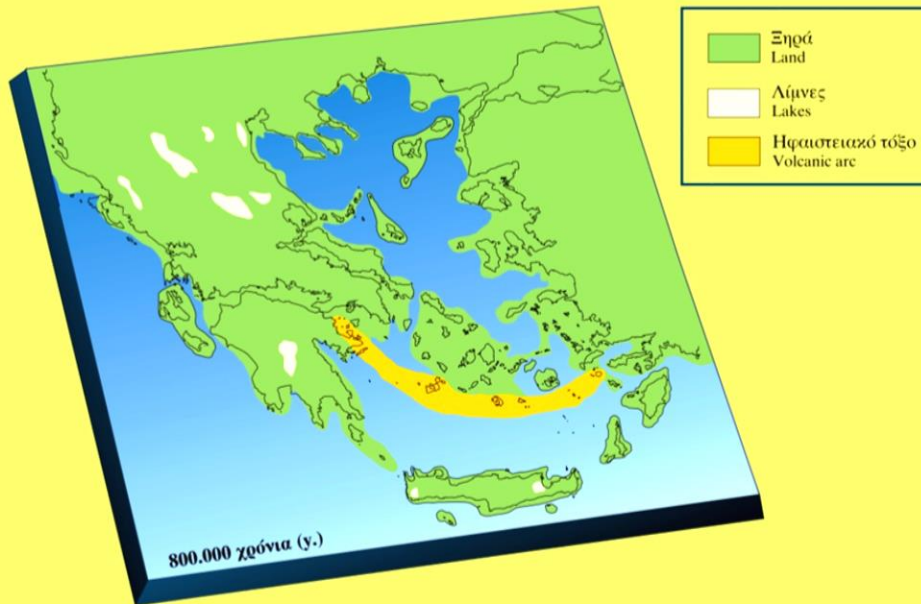 Ξηρά
Land
Λίμνες
Lakes
Ηφαιστειακό τόξο
Volcanic arc
800.000 χρόνια (y.)